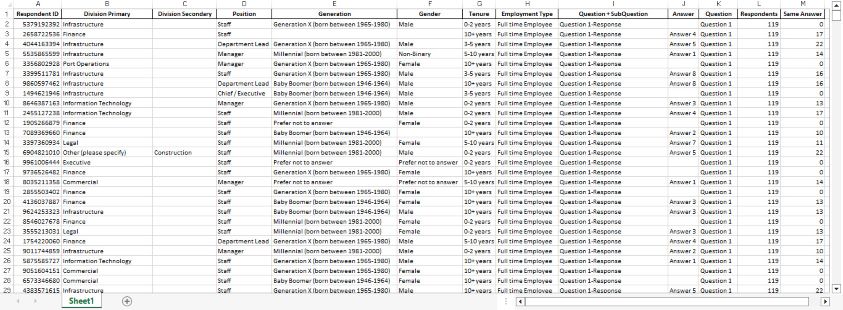 A B C D E F G H I J K L M
1 Respondent ID Division Primary Division Secondary Position Generation Gender Tenure Employment Type Question + SubQuestion Answer Question Respondents Same Answer
2 5379192392 Infrastructure Staff Generation X (born between 1965-1980) Male 0-2 years Full time Employee Question 1-Response Question 1 119 0
3 2658722536 Finance Staff 10+ years Full time Employee Question 1-Response Answer 4 Question 1 119 17
4 4044163394 Infrastructure Department Lead Generation X (born between 1965-1980) Male 3-5 years Full time Employee Question 1-Response Answer 5 Question 1 119 22
5 5535865599 Infrastructure Manager Millennial (born between 1981-2000) Non-Binary 5-10 years Full time Employee Question 1-Response Answer 1 Question 1 119 14
6 3356802928 Port Operations Manager Generation X (born between 1965-1980) Female 10+ years Full time Employee Question 1-Response Question 1 119 0
7 3399511781 Infrastructure Staff Generation X (born between 1965-1980) Male 3-5 years Full time Employee Question 1-Response Answer 8 Question 1 119 16
8 9860597462 Infrastructure Department Lead Baby Boomer (born between 1946-1964) Male 10+ years Full time Employee Question 1-Response Answer 8 Question 1 119 16
9 1494621946 Infrastructure Chief / Executive Baby Boomer (born between 1946-1964) Male 3-5 years Full time Employee Question 1-Response Question 1 119 0
10 8646387163 Information Technology Manager Generation X (born between 1965-1980) Male 0-2 years Full time Employee Question 1-Response Answer 3 Question 1 119 13
11 2455127238 Information Technology Staff Millennial (born between 1981-2000) Male 0-2 years Full time Employee Question 1-Response Answer 4 Question 1 119 17
12 1905266879 Finance Staff Prefer not to answer Female 0-2 years Full time Employee Question 1-Response Question 1 119 0
13 7089369660 Finance Staff Baby Boomer (born between 1946-1964) 10+ years Full time Employee Question 1-Response Answer 2 Question 1 119 10
14 3397360934 Legal Staff Millennial (born between 1981-2000) Female 5-10 years Full time Employee Question 1-Response Answer 7 Question 1 119 11
15 6904821010 Other (please specify) Construction Staff Millennial (born between 1981-2000) Male 0-2 years Full time Employee Question 1-Response Answer 5 Question 1 119 22
16 9961006444 Executive Staff Prefer not to answer Prefer not to answer 0-2 years Full time Employee Question 1-Response Question 1 119 0
17 9736526482 Finance Staff Generation X (born between 1965-1980) Female 10+ years Full time Employee Question 1-Response Question 1 119 0
18 8035211358 Commercial Manager Prefer not to answer Prefer not to answer 5-10 years Full time Employee Question 1-Response Answer 1 Question 1 119 14
19 2855503402 Finance Staff Generation X (born between 1965-1980) Female 10+ years Full time Employee Question 1-Response Question 1 119 0
20 4136037887 Finance Staff Baby Boomer (born between 1946-1964) Female 10+ years Full time Employee Question 1-Response Answer 3 Question 1 119 13
21 9624253323 Infrastructure Staff Baby Boomer (born between 1946-1964) Male 10+ years Full time Employee Question 1-Response Answer 3 Question 1 119 13
22 8546027678 Finance Staff Millennial (born between 1981-2000) Female 0-2 years Full time Employee Question 1-Response Question 1 119 0
23 3555213031 Legal Staff Millennial (born between 1981-2000) Male 0-2 years Full time Employee Question 1-Response Answer 3 Question 1 119 13
24 1754220060 Finance Department Lead Generation X (born between 1965-1980) Male 5-10 years Full time Employee Question 1-Response Answer 4 Question 1 119 17
25 9011744859 Infrastructure Manager Millennial (born between 1981-2000) Male 0-2 years Full time Employee Question 1-Response Answer 2 Question 1 119 10
26 5875585727 Information Technology Staff Generation X (born between 1965-1980) Male 10+ years Full time Employee Question 1-Response Answer 1 Question 1 119 14
27 9051604151 Commercial Staff Generation X (born between 1965-1980) Female 10+ years Full time Employee Question 1-Response Question 1 119 0
28 6573346680 Commercial Staff Baby Boomer (born between 1946-1964) Female 10+ years Full time Employee Question 1-Response Question 1 119 0
29 4383571615 Infrastructure Staff Generation X (born between 1965-1980) Male 10+ years Full time Employee Question 1-Response Answer 5 Question 1 119 22
Sheet1